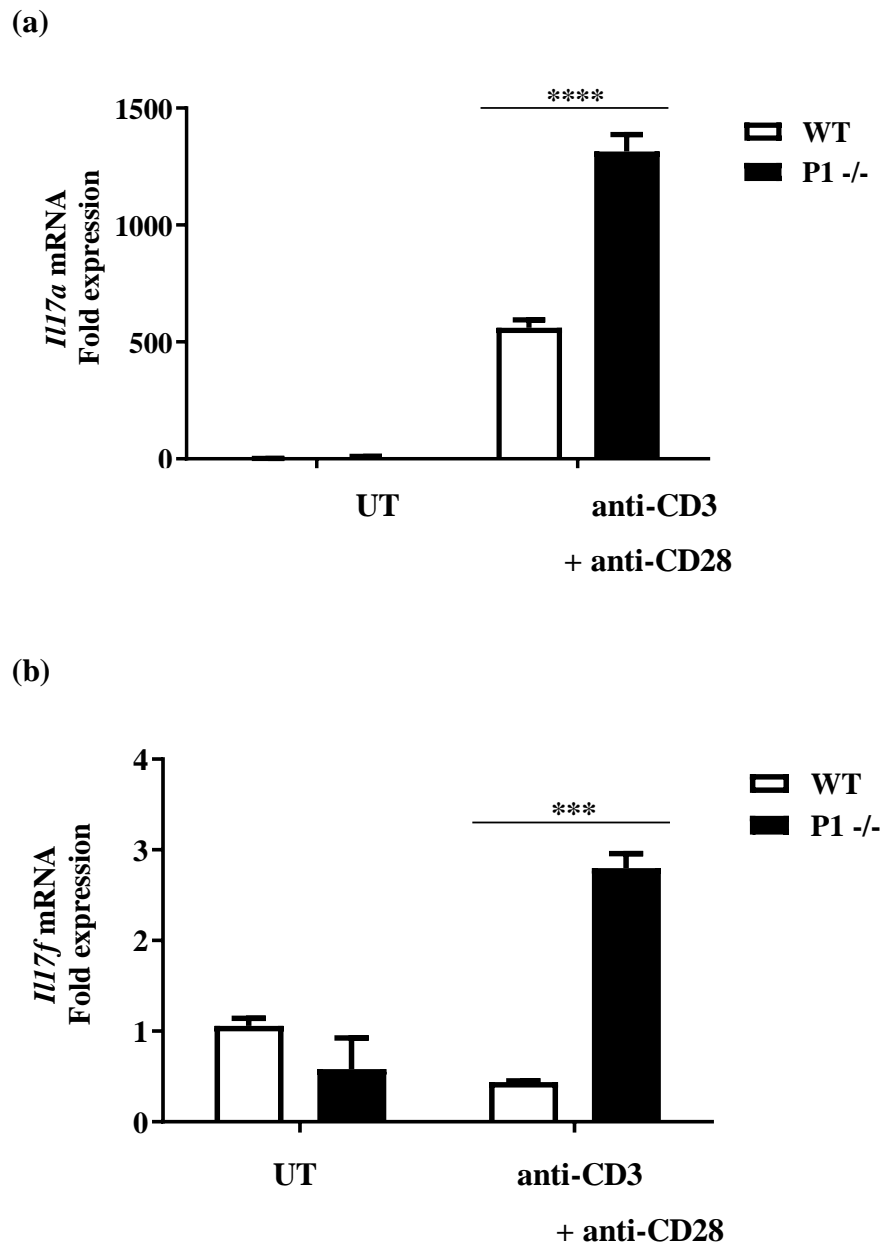 (a)
****
1500
1000
500
0
Il17a mRNA
Fold expression
WT
P1 -/-
UT
anti-CD3
+ anti-CD28
(b)
***
4
3
2
1
0
Il17f mRNA
Fold expression
WT
P1 -/-
UT
anti-CD3
+ anti-CD28